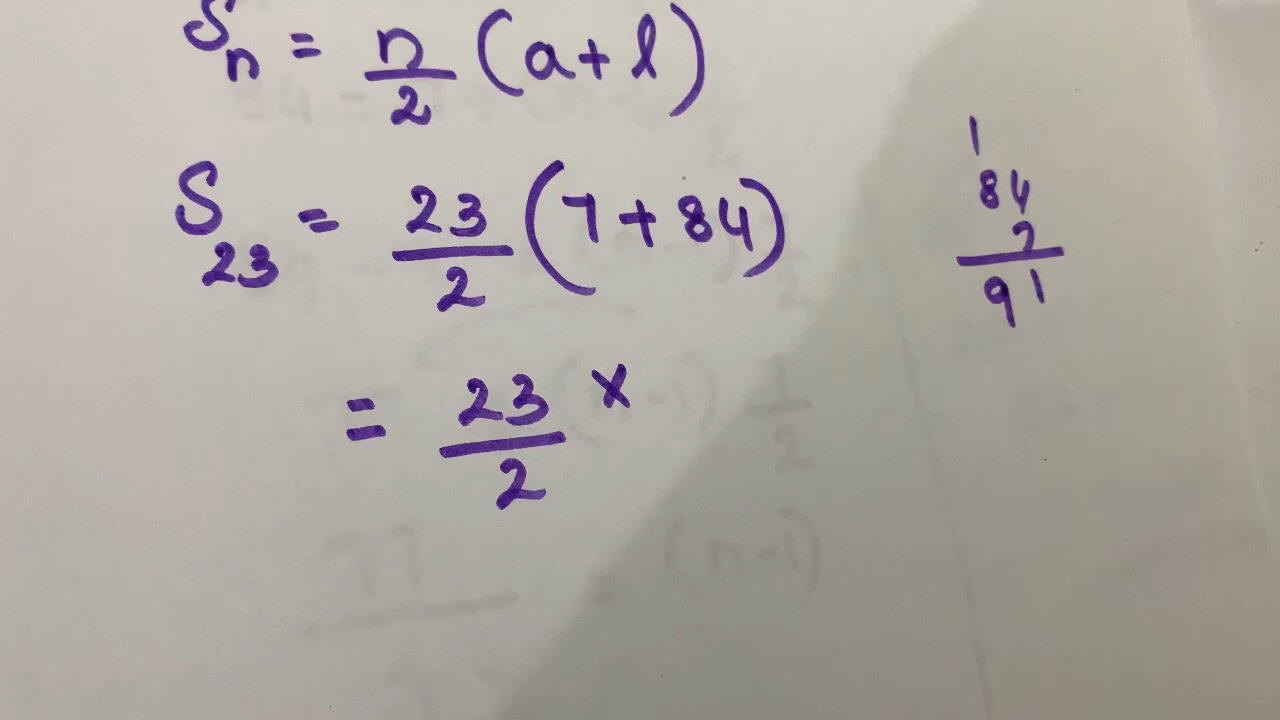 Sn = n/2 (a+l)
S23 = 23/2 (7+84)
= 23/2 ×
1
84
7
91